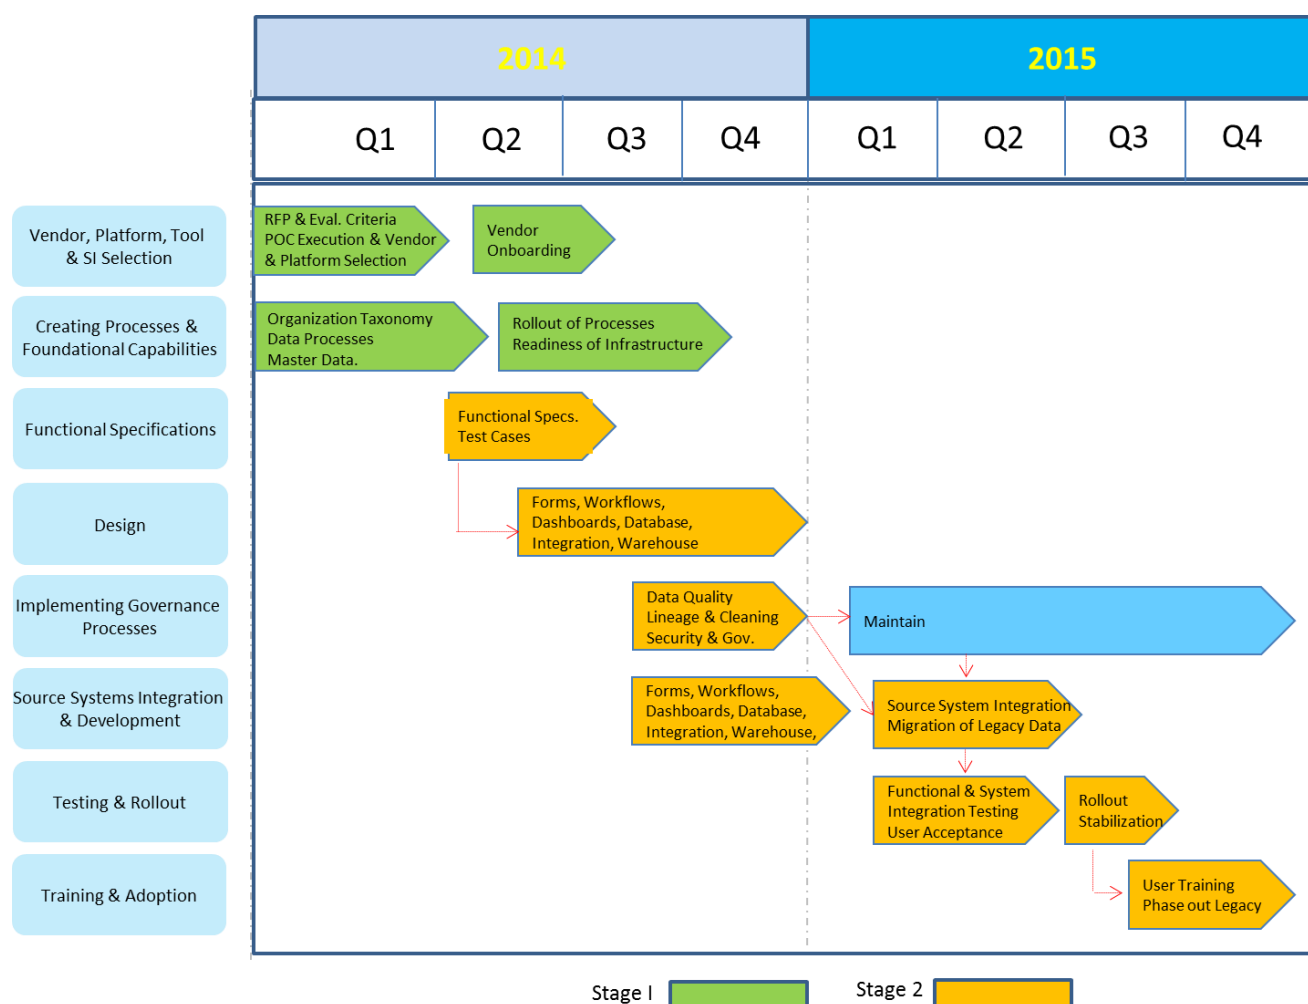 2014
2015
Q1
Q2
Q3
Q4
Q1
Q2
Q3
Q4
Vendor, Platform, Tool
& SI Selection
RFP & Eval. Criteria
POC Execution & Vendor
& Platform Selection
Vendor
Onboarding
Creating Processes &
Foundational Capabilities
Organization Taxonomy
Data Processes
Master Data.
Rollout of Processes
Readiness of Infrastructure
Functional Specifications
Functional Specs.
Test Cases
Design
Forms, Workflows,
Dashboards, Database,
Integration, Warehouse
Implementing Governance
Processes
Data Quality
Lineage & Cleaning
Security & Gov.
Maintain
Source Systems Integration
& Development
Forms, Workflows,
Dashboards, Database,
Integration, Warehouse,
Source System Integration
Migration of Legacy Data
Testing & Rollout
Functional & System
Integration Testing
User Acceptance
Rollout
Stabilization
Training & Adoption
User Training
Phase out Legacy
Stage I
Stage 2